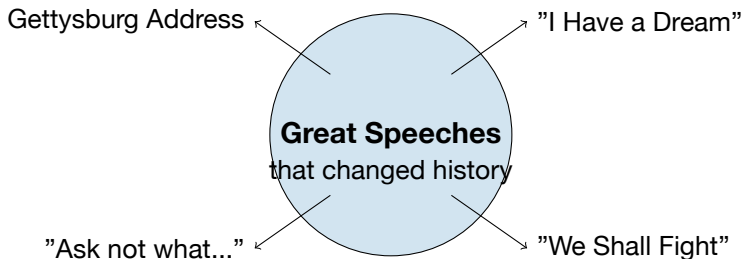 Gettysburg Address
”I Have a Dream”
Great Speeches
that changed history
”Ask not what...”
”We Shall Fight”